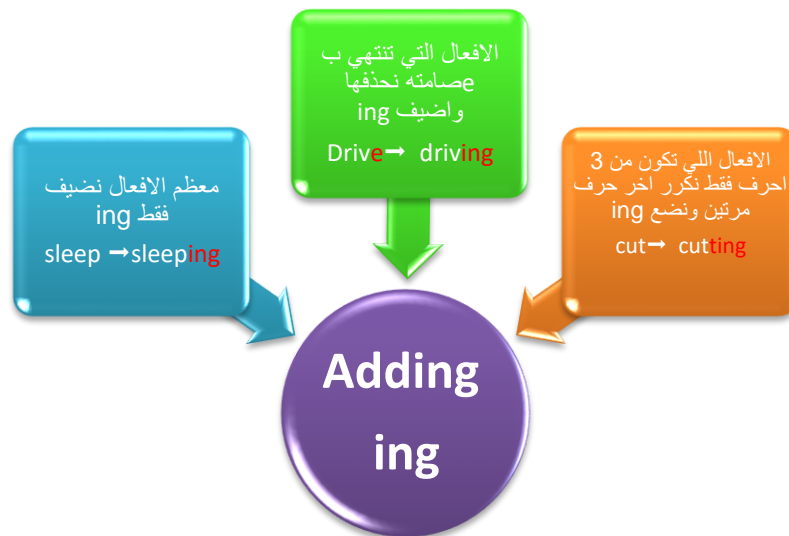 الافعال التي تنتهي ب
eصامته نحذفها
واضيف ing
Drive→ driving
معظم الافعال نضيف
فقط ing
sleep →sleeping
الافعال اللي تكون من 3
احرف فقط نكرر اخر حرف
مرتين ونضع ing
cut→ cutting
Adding
ing